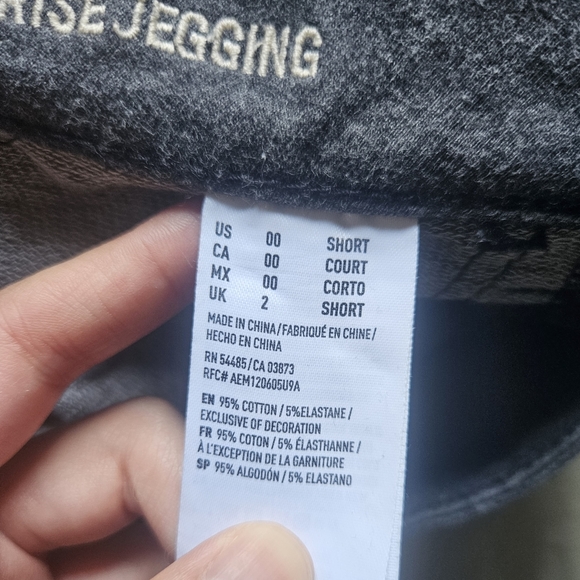 RISE JEGGING
US 00 SHORT
CA 00 COURT
MX 00 CORTO
UK 2 SHORT
MADE IN CHINA/FABRIQUÉ EN CHINE/
HECHO EN CHINA
RN 54485/CA 03873
RFC# AEM120605U9A
EN 95% COTTON / 5%ELASTANE /
EXCLUSIVE OF DECORATION
FR 95% COTON / 5% ÉLASTHANNE /
À L'EXCEPTION DE LA GARNITURE
SP 95% ALGODÓN / 5% ELASTANO